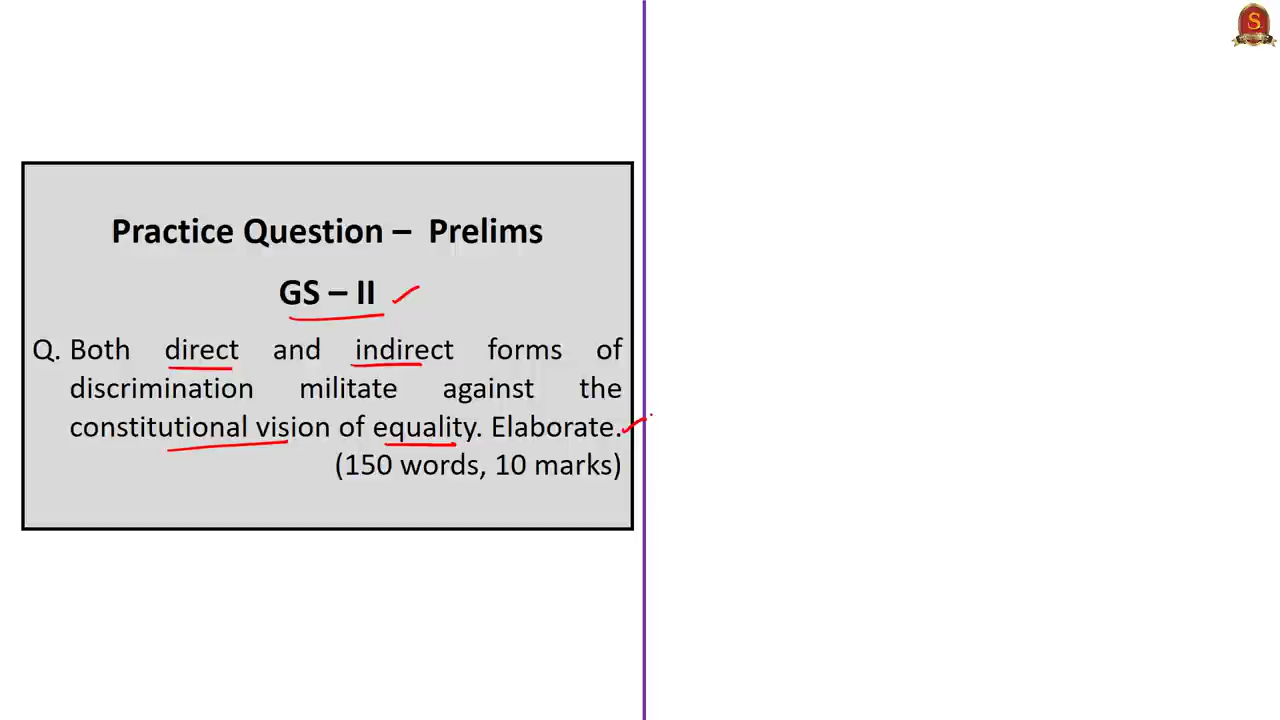 S
Practice Question – Prelims
GS – II
Q. Both direct and indirect forms of
discrimination militate against the
constitutional vision of equality. Elaborate.
(150 words, 10 marks)